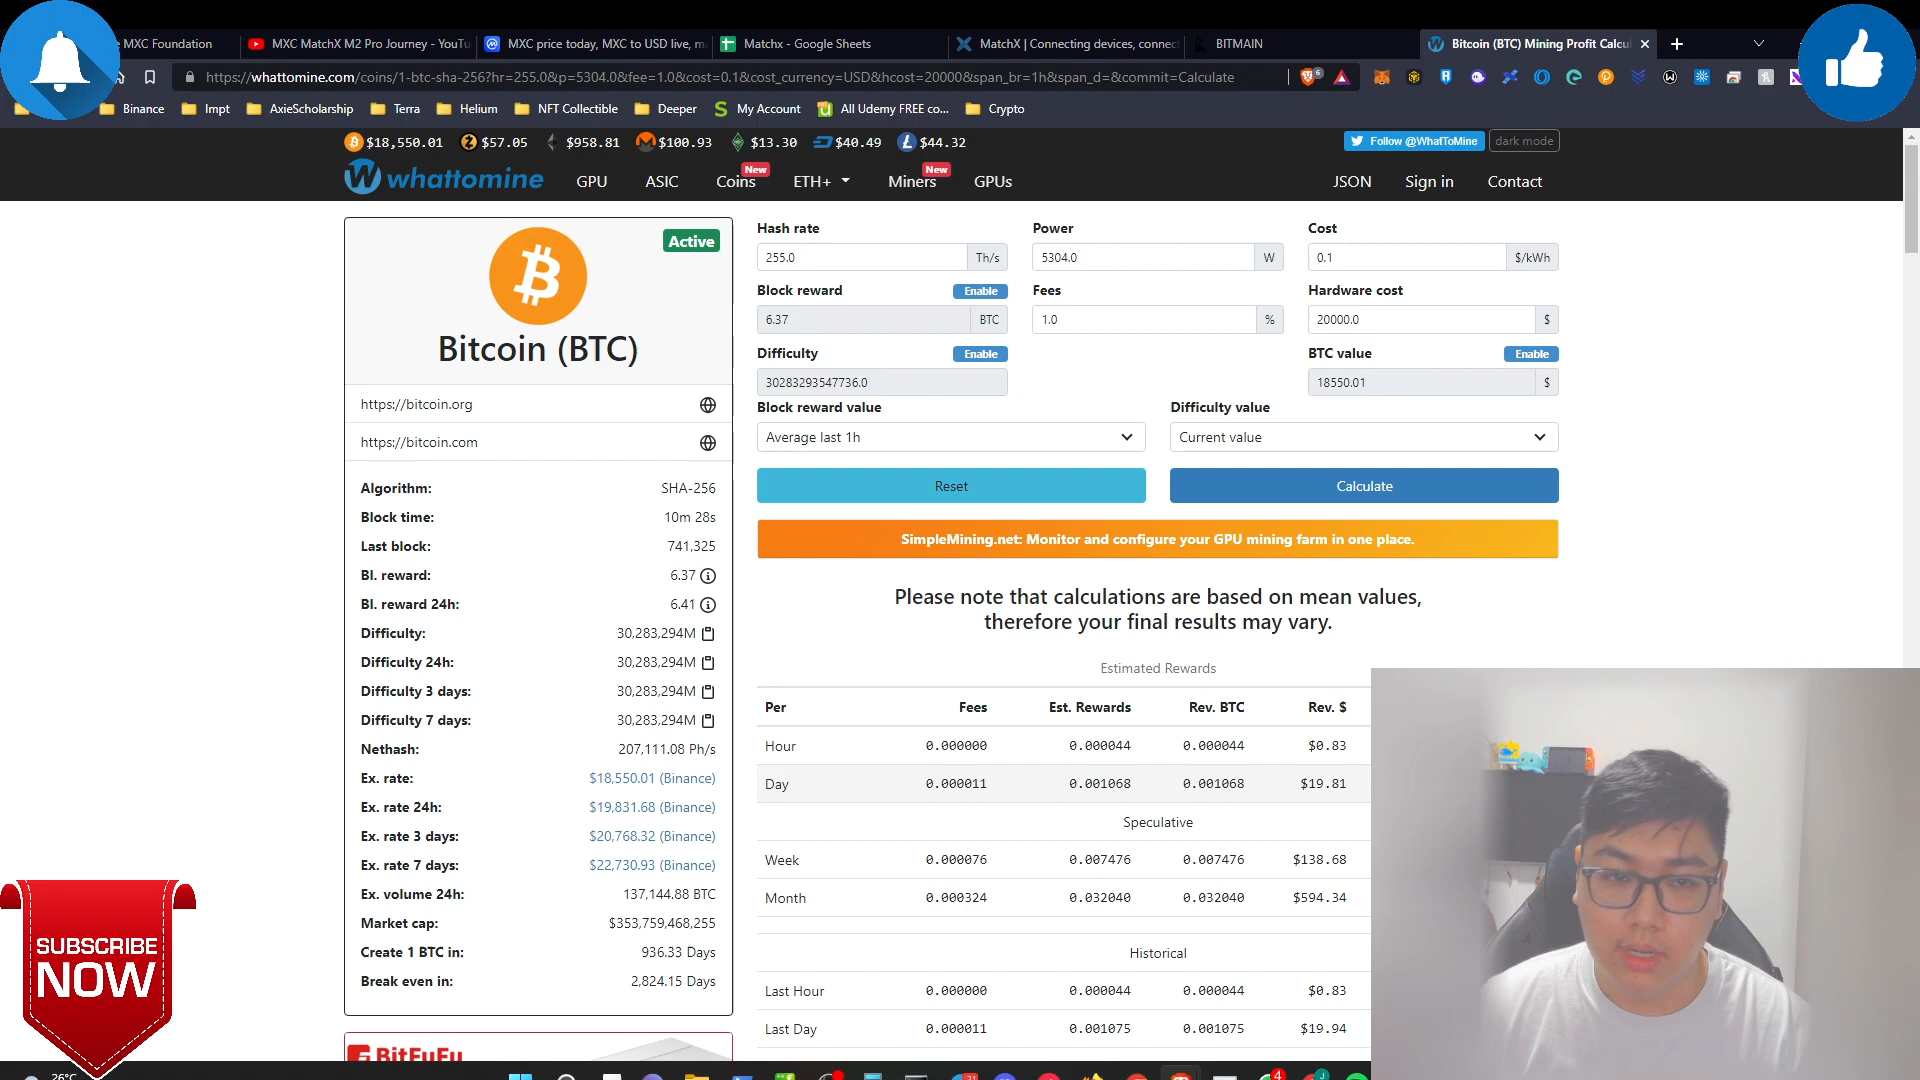 MXC Foundation
MXC MatchX M2 Pro Journey - YouTu
MXC price today, MXC to USD live, m
Matchx - Google Sheets
MatchX | Connecting devices, connect
BITMAIN
Bitcoin (BTC) Mining Profit Calcu
https://whattomine.com/coins/1-btc-sha-256?hr=255.0&p=5304.0&fee=1.0&cost=0.1&cost_currency=USD&hcost=20000&span_br=1h&span_d=&commit=Calculate
Binance Impt AxieScholarship Terra Helium NFT Collectible Deeper My Account All Udemy FREE co... Crypto
$18,550.01 $57.05 $958.81 $100.93 $13.30 $40.49 $44.32
Follow @WhatToMine dark mode
whattomine GPU ASIC Coins New ETH+ Miners New GPUs JSON Sign in Contact
Active
Bitcoin (BTC)
https://bitcoin.org
https://bitcoin.com
Algorithm: SHA-256
Block time: 10m 28s
Last block: 741,325
Bl. reward: 6.37
Bl. reward 24h: 6.41
Difficulty: 30,283,294M
Difficulty 24h: 30,283,294M
Difficulty 3 days: 30,283,294M
Difficulty 7 days: 30,283,294M
Nethash: 207,111.08 Ph/s
Ex. rate: $18,550.01 (Binance)
Ex. rate 24h: $19,831.68 (Binance)
Ex. rate 3 days: $20,768.32 (Binance)
Ex. rate 7 days: $22,730.93 (Binance)
Ex. volume 24h: 137,144.88 BTC
Market cap: $353,759,468,255
Create 1 BTC in: 936.33 Days
Break even in: 2,824.15 Days
BitFuFu
Hash rate Power Cost
255.0 Th/s 5304.0 W 0.1 $/kWh
Block reward Enable Fees Hardware cost
6.37 BTC 1.0 % 20000.0 $
Difficulty Enable BTC value Enable
30283293547736.0 18550.01 $
Block reward value Difficulty value
Average last 1h Current value
Reset Calculate
SimpleMining.net: Monitor and configure your GPU mining farm in one place.
Please note that calculations are based on mean values,
therefore your final results may vary.
Estimated Rewards
Per Fees Est. Rewards Rev. BTC Rev. $
Hour 0.000000 0.000044 0.000044 $0.83
Day 0.000011 0.001068 0.001068 $19.81
Speculative
Week 0.000076 0.007476 0.007476 $138.68
Month 0.000324 0.032040 0.032040 $594.34
Historical
Last Hour 0.000000 0.000044 0.000044 $0.83
Last Day 0.000011 0.001075 0.001075 $19.94
SUBSCRIBE
NOW
26°C